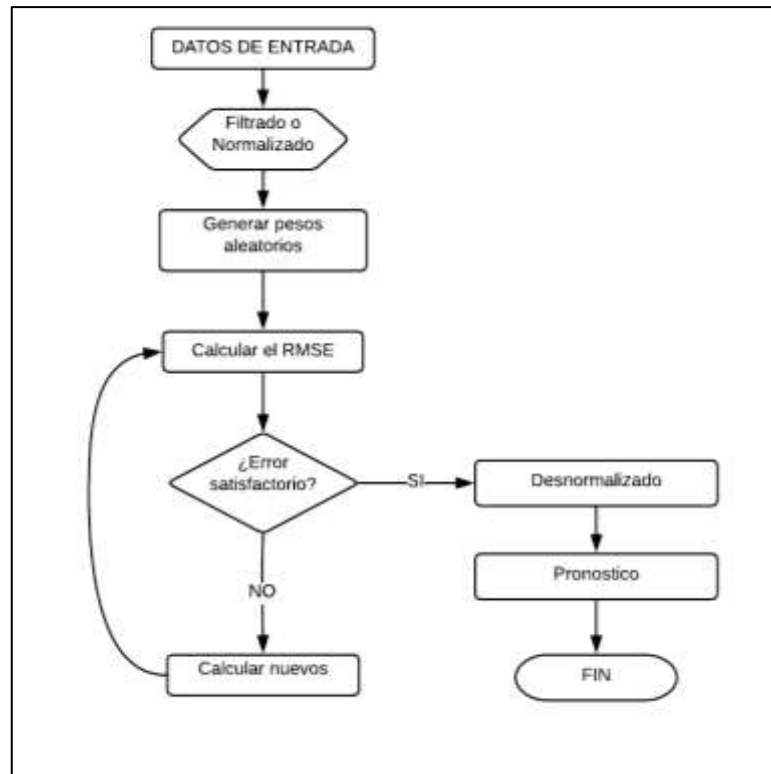 DATOS DE ENTRADA
Filtrado o
Normalizado
Generar pesos
aleatorios
Calcular el RMSE
¿Error
satisfactorio?
SI
Desnormalizado
Pronostico
NO
Calcular nuevos
FIN